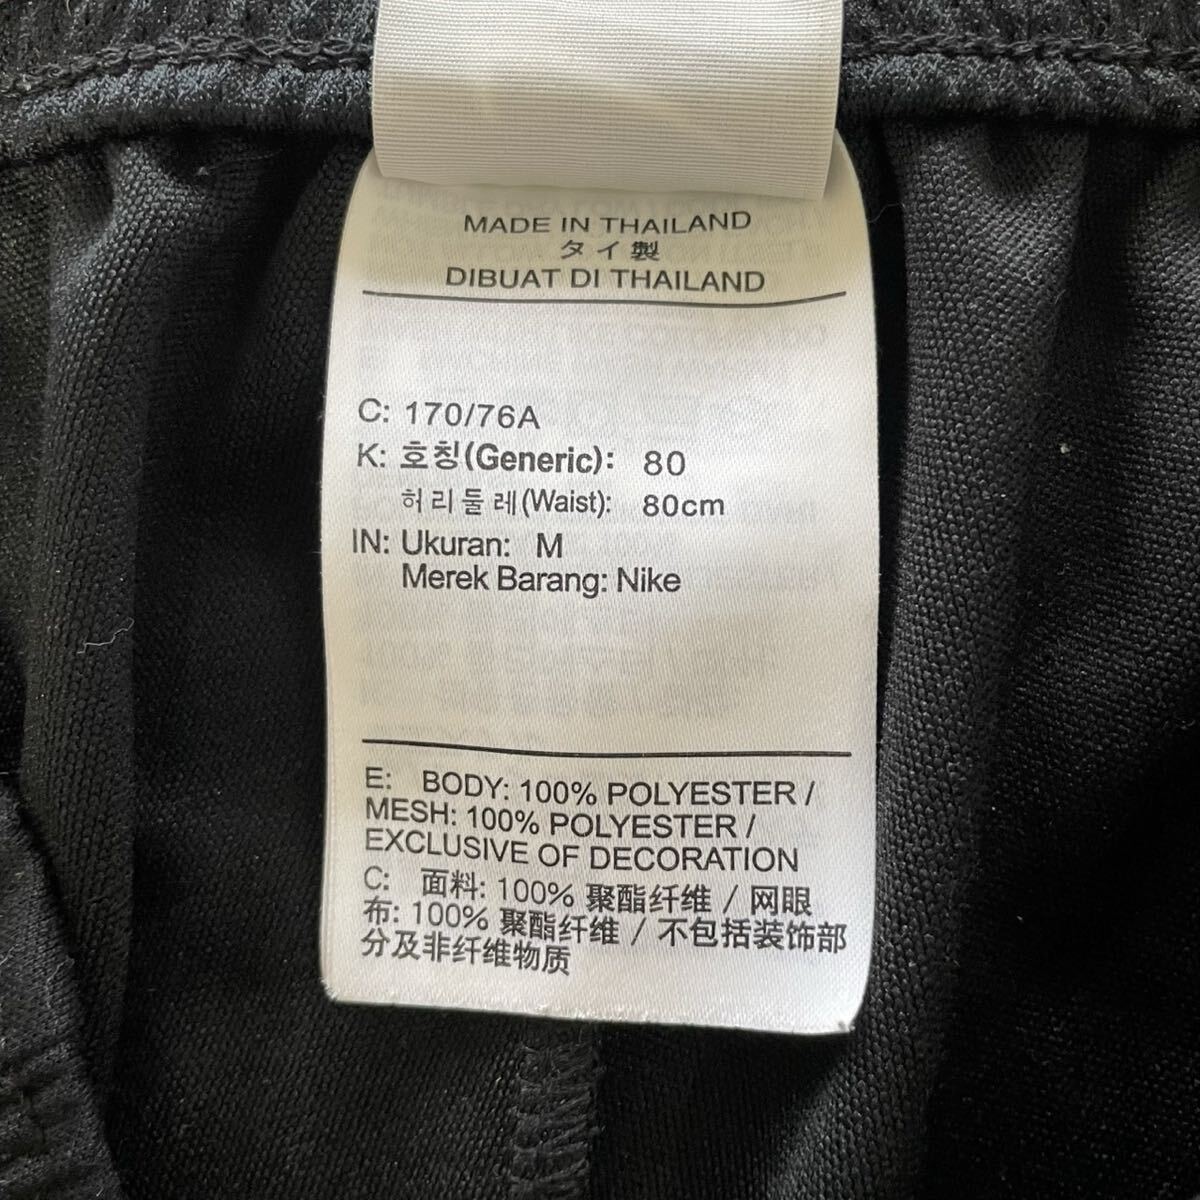 MADE IN THAILAND
タイ製
DIBUAT DI THAILAND
C: 170/76A
K: 호칭(Generic): 80
허리둘레(Waist): 80cm
IN: Ukuran: M
Merek Barang: Nike
E: BODY: 100% POLYESTER /
MESH: 100% POLYESTER /
EXCLUSIVE OF DECORATION
C: 面料: 100% 聚酯纤维 / 网眼
布: 100% 聚酯纤维 / 不包括装饰部
分及非纤维物质